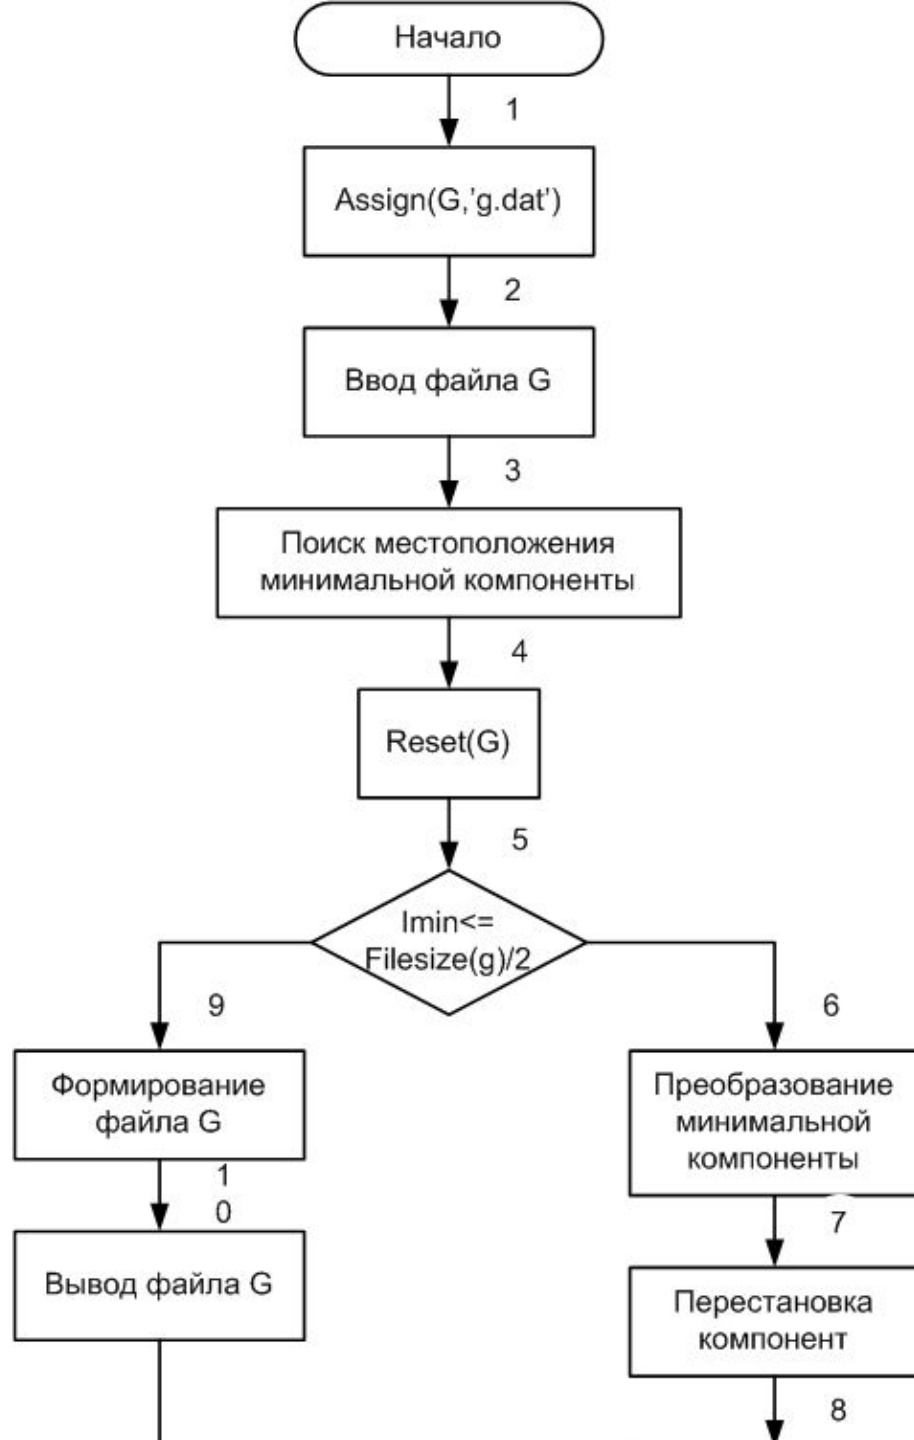 Начало
1
Assign(G,’g.dat’)
2
Ввод файла G
3
Поиск местоположения
минимальной компоненты
4
Reset(G)
5
Imin<=
Filesize(g)/2
9
6
Формирование
файла G
Преобразование
минимальной
компоненты
1
0
7
Вывод файла G
Перестановка
компонент
8